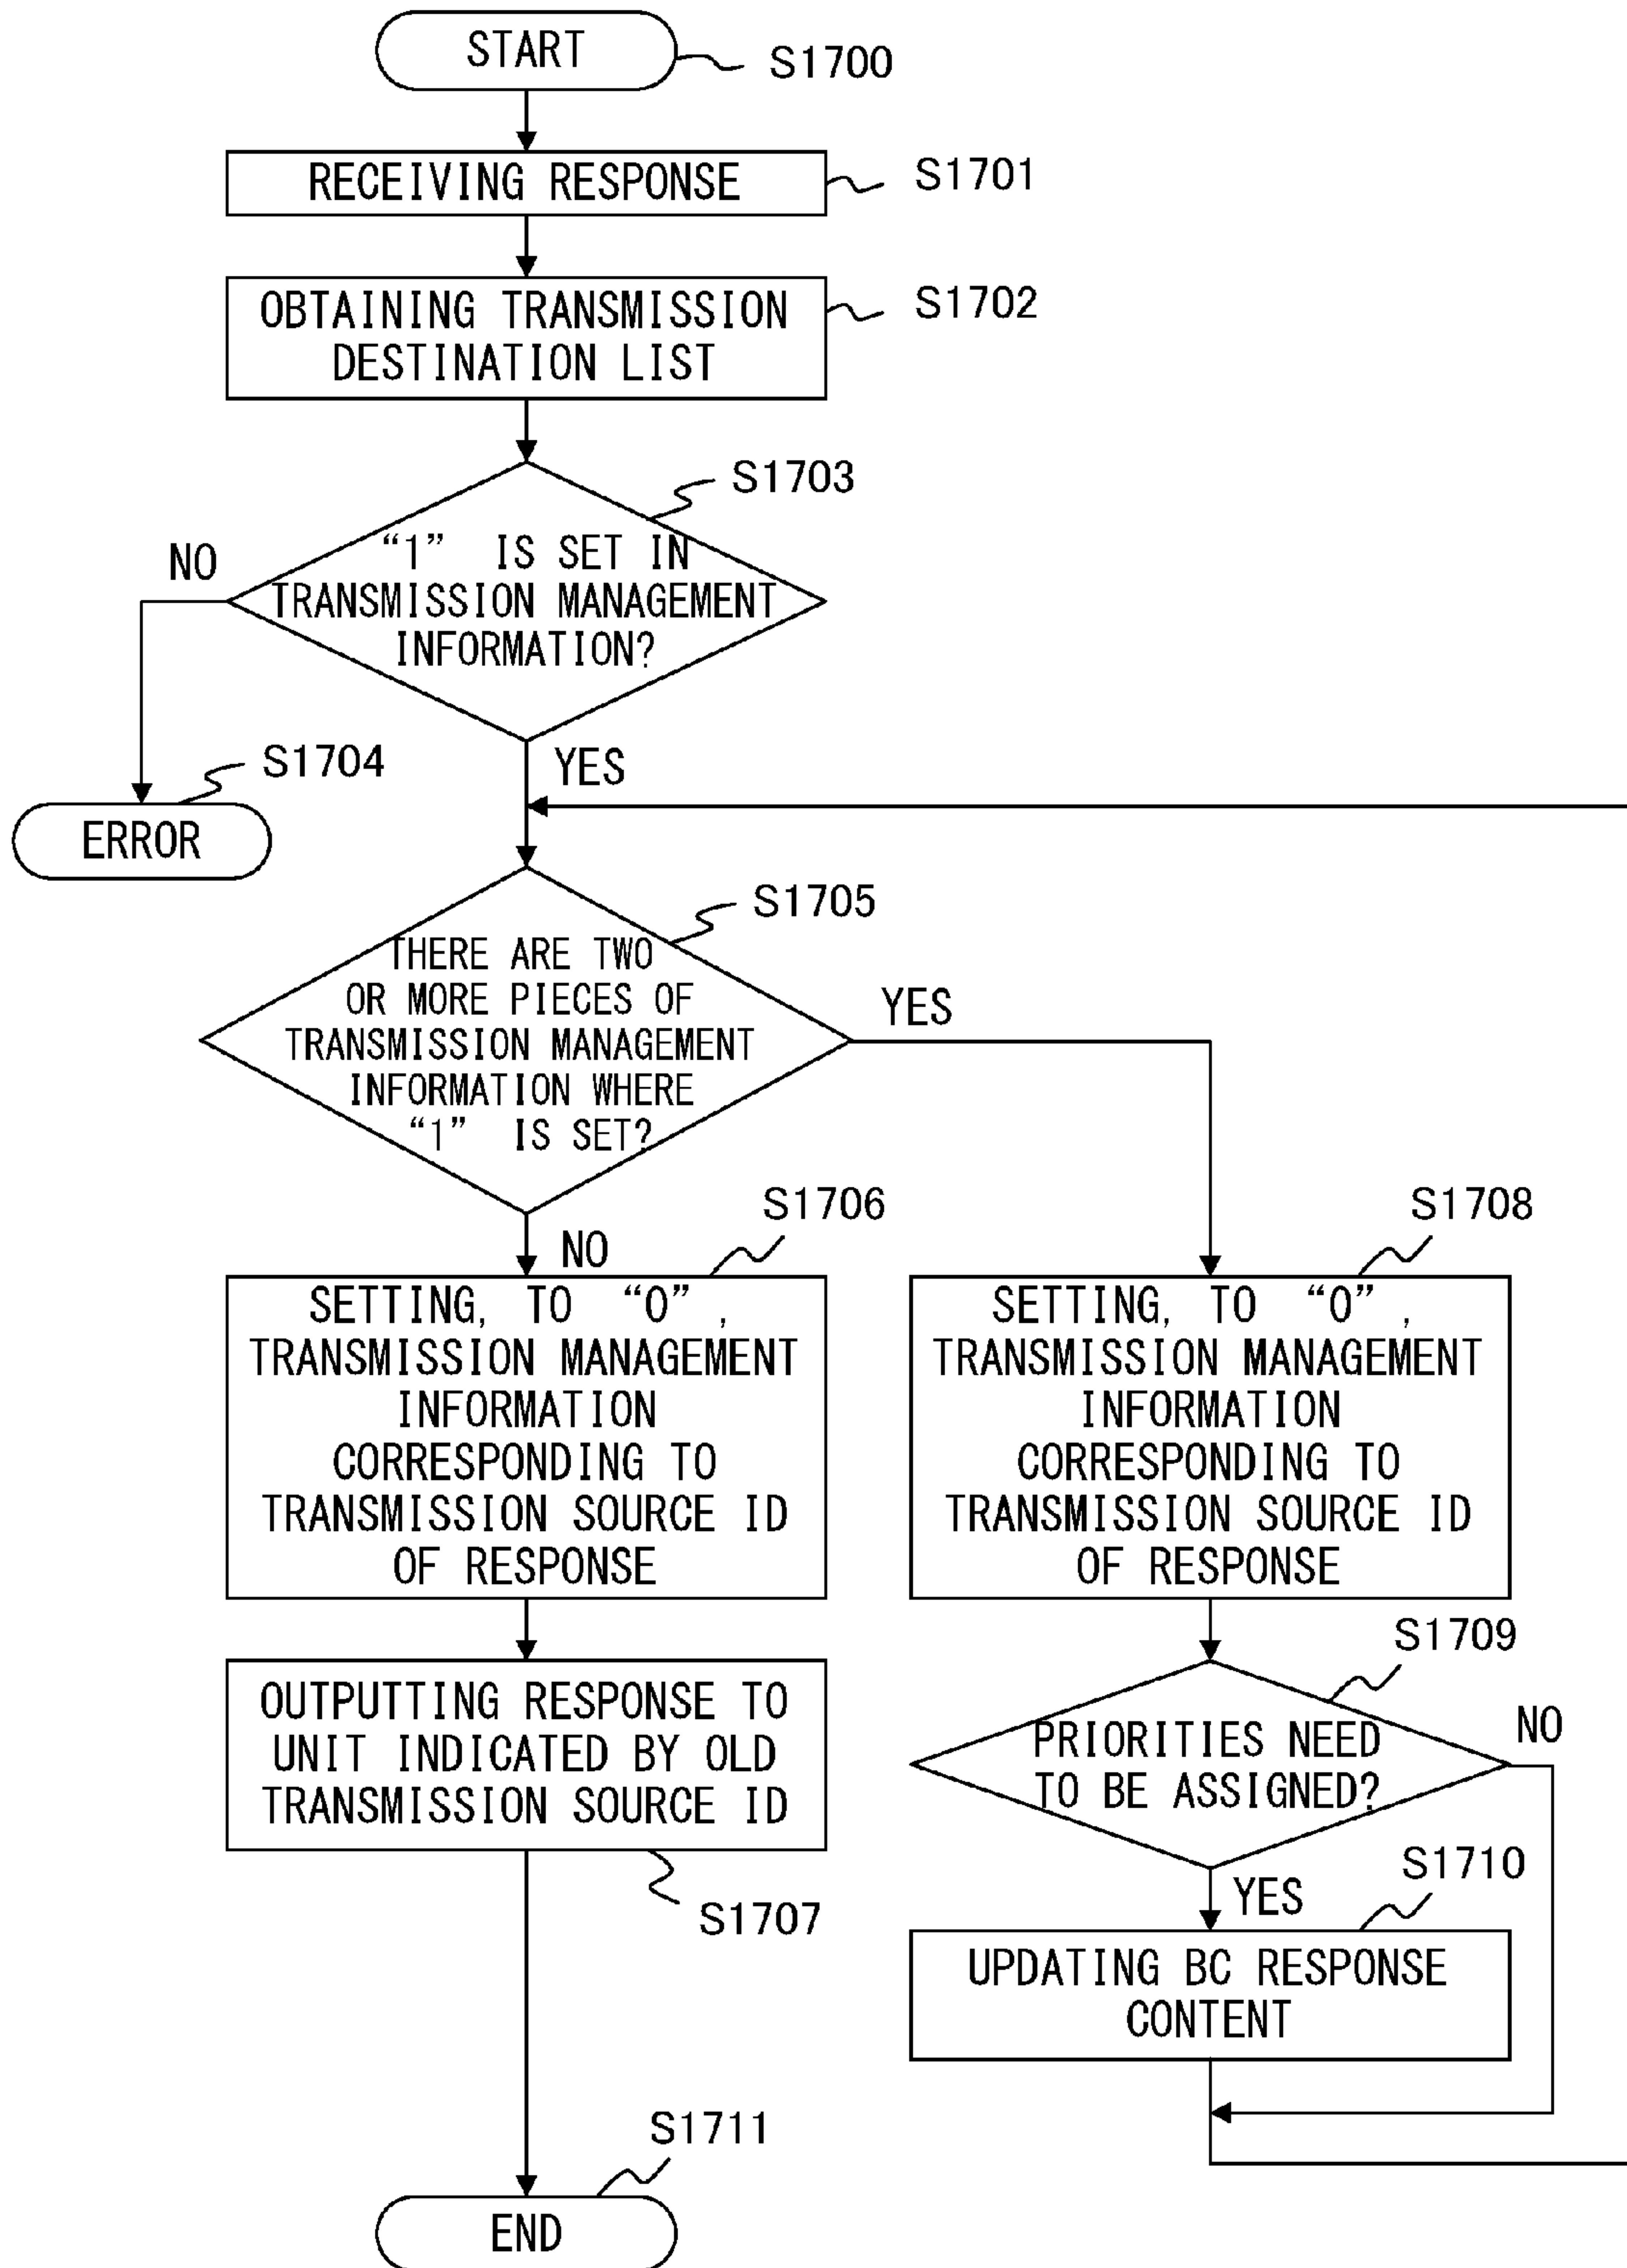 START
S1700
RECEIVING RESPONSE
S1701
OBTAINING TRANSMISSION
DESTINATION LIST
S1702
S1703
“1” IS SET IN
TRANSMISSION MANAGEMENT
INFORMATION?
NO
YES
S1704
ERROR
S1705
THERE ARE TWO
OR MORE PIECES OF
TRANSMISSION MANAGEMENT
INFORMATION WHERE
“1” IS SET?
YES
NO
S1706
SETTING, TO “0”,
TRANSMISSION MANAGEMENT
INFORMATION
CORRESPONDING TO
TRANSMISSION SOURCE ID
OF RESPONSE
S1708
SETTING, TO “0”,
TRANSMISSION MANAGEMENT
INFORMATION
CORRESPONDING TO
TRANSMISSION SOURCE ID
OF RESPONSE
OUTPUTTING RESPONSE TO
UNIT INDICATED BY OLD
TRANSMISSION SOURCE ID
S1707
S1709
PRIORITIES NEED
TO BE ASSIGNED?
NO
YES
S1710
UPDATING BC RESPONSE
CONTENT
S1711
END